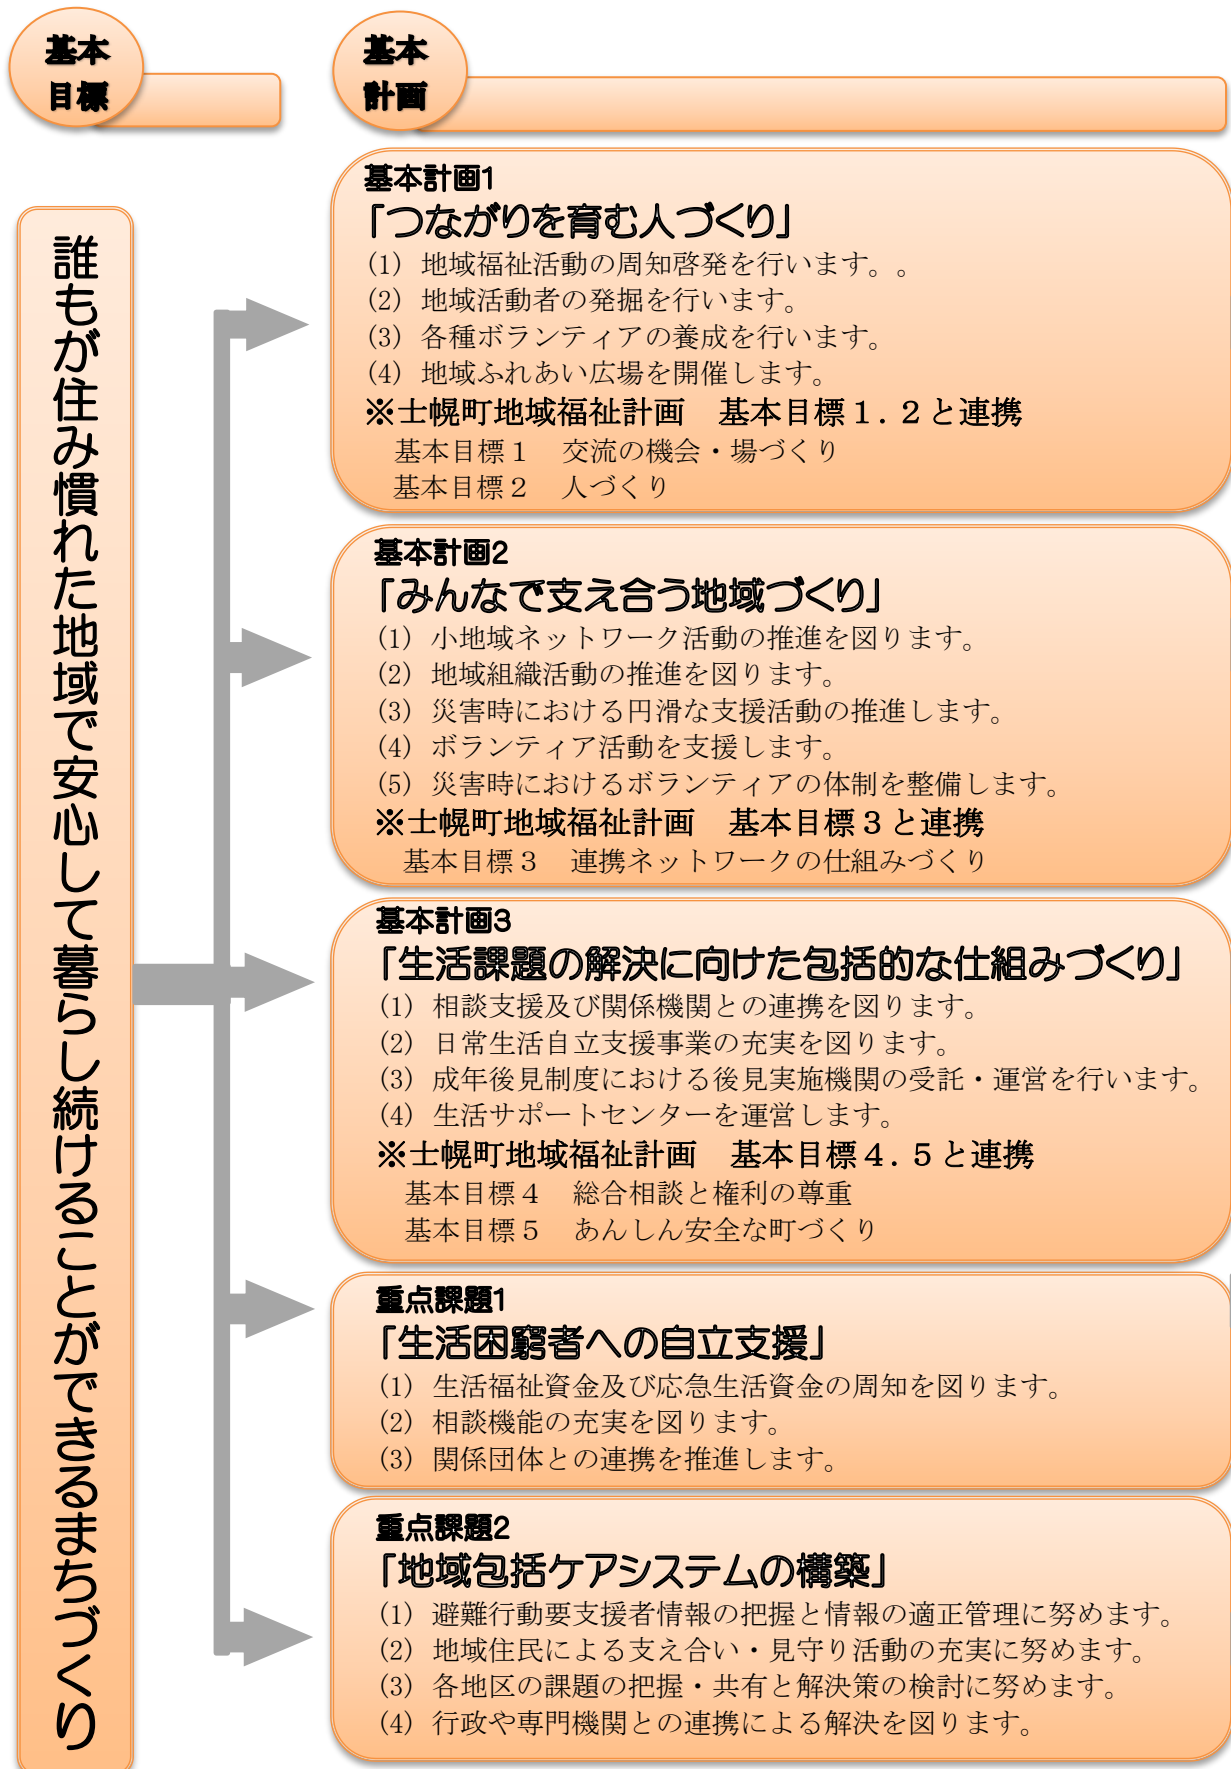 基本
目標
基本
計画
誰もが住み慣れた地域で安心して暮らし続けることができるまちづくり
基本計画1
「つながりを育む人づくり」
(1) 地域福祉活動の周知啓発を行います。。
(2) 地域活動者の発掘を行います。
(3) 各種ボランティアの養成を行います。
(4) 地域ふれあい広場を開催します。
※士幌町地域福祉計画　基本目標１．２と連携
基本目標１　交流の機会・場づくり
基本目標２　人づくり
基本計画2
「みんなで支え合う地域づくり」
(1) 小地域ネットワーク活動の推進を図ります。
(2) 地域組織活動の推進を図ります。
(3) 災害時における円滑な支援活動の推進します。
(4) ボランティア活動を支援します。
(5) 災害時におけるボランティアの体制を整備します。
※士幌町地域福祉計画　基本目標３と連携
基本目標３　連携ネットワークの仕組みづくり
基本計画3
「生活課題の解決に向けた包括的な仕組みづくり」
(1) 相談支援及び関係機関との連携を図ります。
(2) 日常生活自立支援事業の充実を図ります。
(3) 成年後見制度における後見実施機関の受託・運営を行います。
(4) 生活サポートセンターを運営します。
※士幌町地域福祉計画　基本目標４．５と連携
基本目標４　総合相談と権利の尊重
基本目標５　あんしん安全な町づくり
重点課題1
「生活困窮者への自立支援」
(1) 生活福祉資金及び応急生活資金の周知を図ります。
(2) 相談機能の充実を図ります。
(3) 関係団体との連携を推進します。
重点課題2
「地域包括ケアシステムの構築」
(1) 避難行動要支援者情報の把握と情報の適正管理に努めます。
(2) 地域住民による支え合い・見守り活動の充実に努めます。
(3) 各地区の課題の把握・共有と解決策の検討に努めます。
(4) 行政や専門機関との連携による解決を図ります。